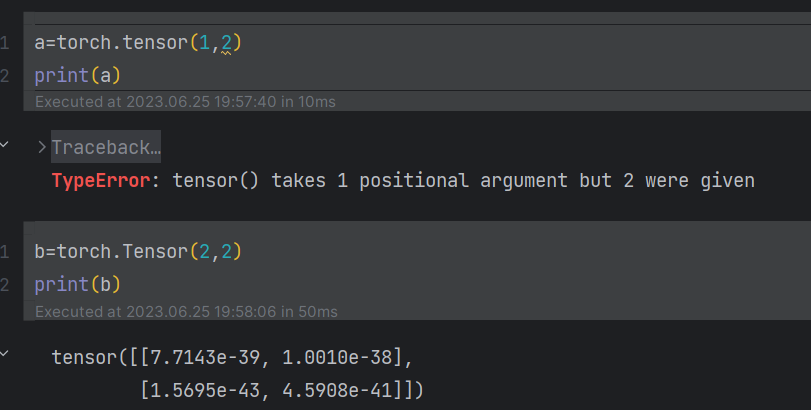 1 a=torch.tensor(1,2)
2 print(a)
Executed at 2023.06.25 19:57:40 in 10ms
Traceback…
TypeError: tensor() takes 1 positional argument but 2 were given
1 b=torch.Tensor(2,2)
2 print(b)
Executed at 2023.06.25 19:58:06 in 50ms
tensor([[7.7143e-39, 1.0010e-38],
[1.5695e-43, 4.5908e-41]])